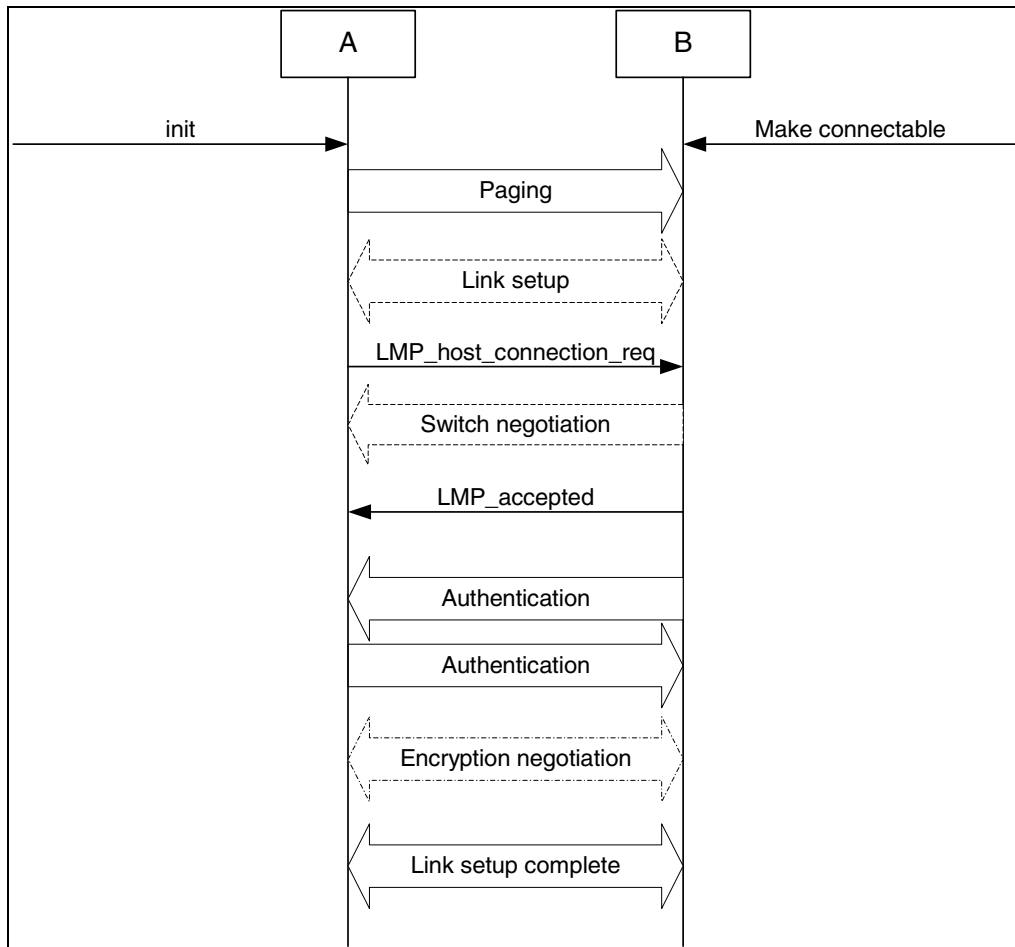 A
B
init
Make connectable
Paging
Link setup
LMP_host_connection_req
Switch negotiation
LMP_accepted
Authentication
Authentication
Encryption negotiation
Link setup complete